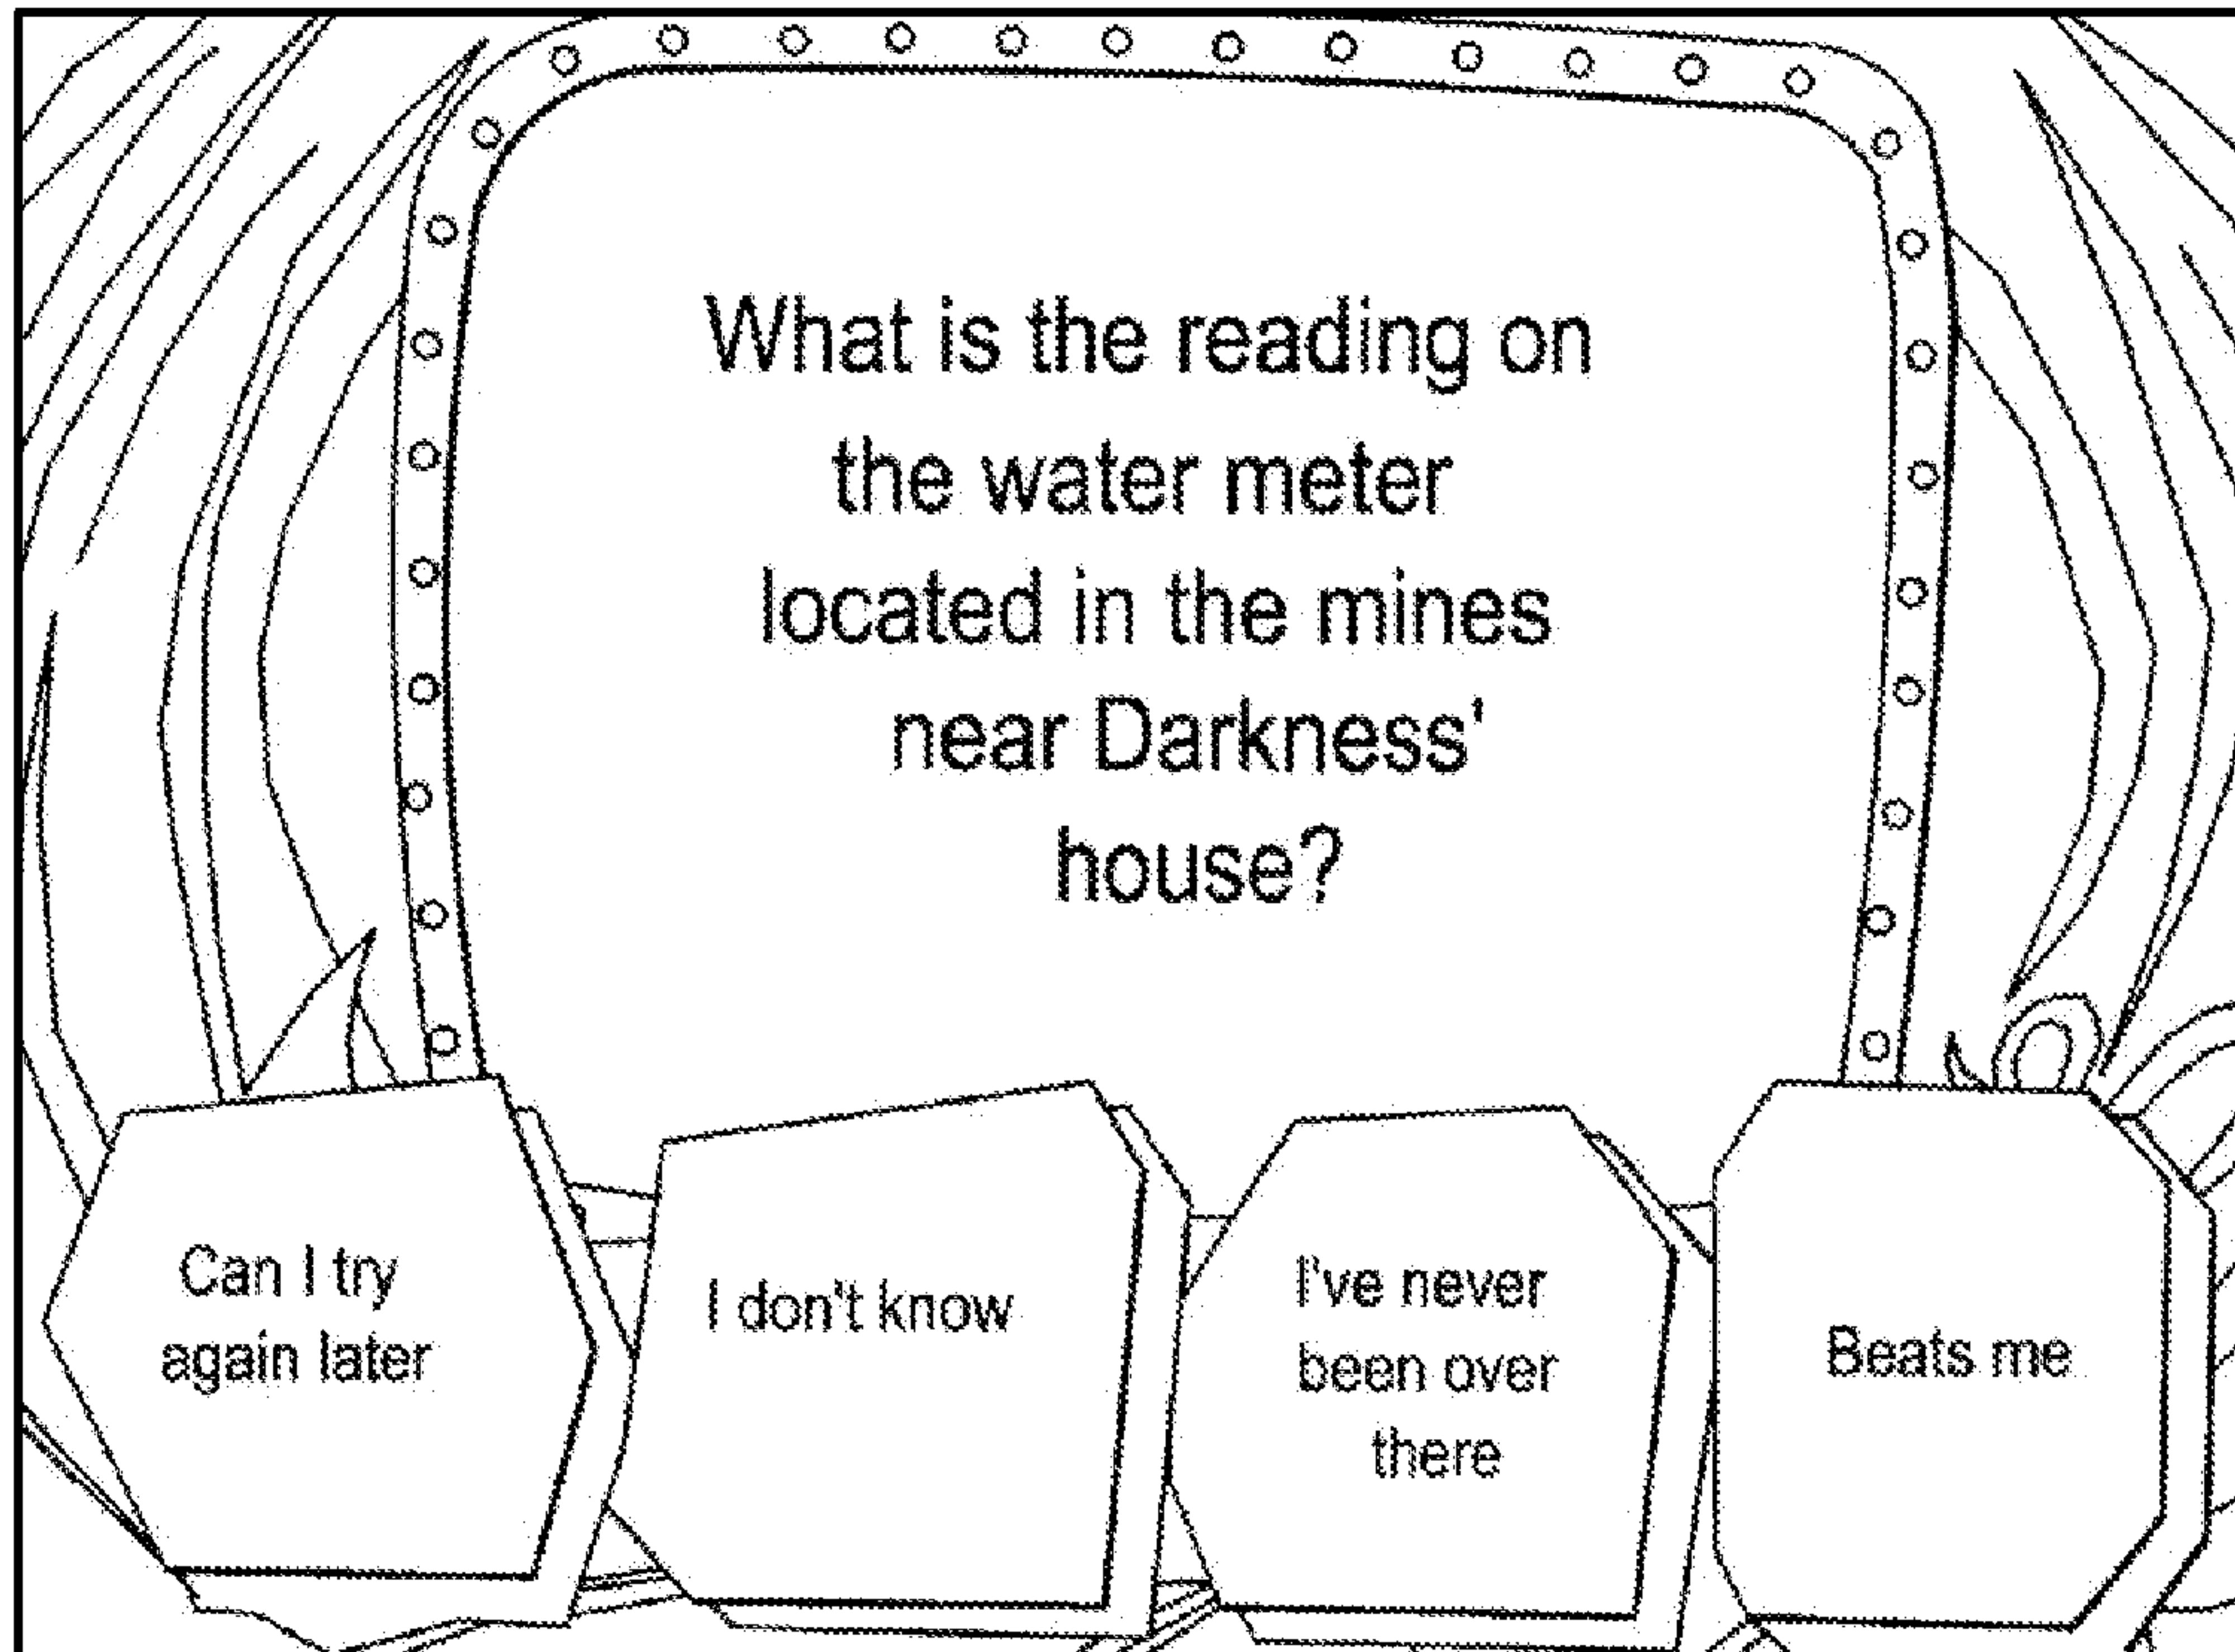 What is the reading on
the water meter
located in the mines
near Darkness'
house?
Can I try
again later
I don't know
I've never
been over
there
Beats me